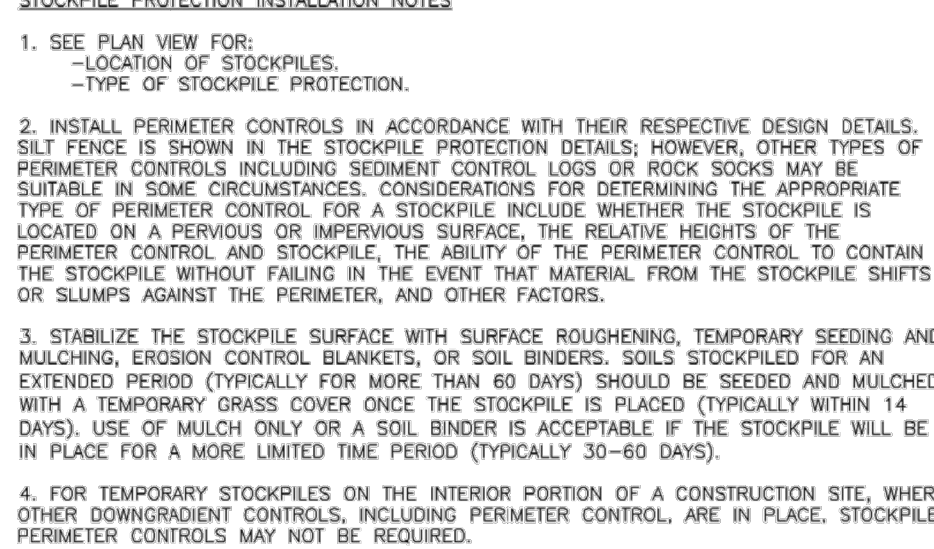 STOCKPILE PROTECTION INSTALLATION NOTES
1. SEE PLAN VIEW FOR:
-LOCATION OF STOCKPILES.
-TYPE OF STOCKPILE PROTECTION.
2. INSTALL PERIMETER CONTROLS IN ACCORDANCE WITH THEIR RESPECTIVE DESIGN DETAILS.
SILT FENCE IS SHOWN IN THE STOCKPILE PROTECTION DETAILS; HOWEVER, OTHER TYPES OF
PERIMETER CONTROLS INCLUDING SEDIMENT CONTROL LOGS OR ROCK SOCKS MAY BE
SUITABLE IN SOME CIRCUMSTANCES. CONSIDERATIONS FOR DETERMINING THE APPROPRIATE
TYPE OF PERIMETER CONTROL FOR A STOCKPILE INCLUDE WHETHER THE STOCKPILE IS
LOCATED ON A PERVIOUS OR IMPERVIOUS SURFACE, THE RELATIVE HEIGHTS OF THE
PERIMETER CONTROL AND STOCKPILE, THE ABILITY OF THE PERIMETER CONTROL TO CONTAIN
THE STOCKPILE WITHOUT FAILING IN THE EVENT THAT MATERIAL FROM THE STOCKPILE SHIFTS
OR SLUMPS AGAINST THE PERIMETER, AND OTHER FACTORS.
3. STABILIZE THE STOCKPILE SURFACE WITH SURFACE ROUGHENING, TEMPORARY SEEDING AND
MULCHING, EROSION CONTROL BLANKETS, OR SOIL BINDERS. SOILS STOCKPILED FOR AN
EXTENDED PERIOD (TYPICALLY FOR MORE THAN 60 DAYS) SHOULD BE SEEDED AND MULCHED
WITH A TEMPORARY GRASS COVER ONCE THE STOCKPILE IS PLACED (TYPICALLY WITHIN 14
DAYS). USE OF MULCH ONLY OR A SOIL BINDER IS ACCEPTABLE IF THE STOCKPILE WILL BE
IN PLACE FOR A MORE LIMITED TIME PERIOD (TYPICALLY 30-60 DAYS).
4. FOR TEMPORARY STOCKPILES ON THE INTERIOR PORTION OF A CONSTRUCTION SITE, WHER
OTHER DOWNGRADIENT CONTROLS, INCLUDING PERIMETER CONTROL, ARE IN PLACE, STOCKPILE
PERIMETER CONTROLS MAY NOT BE REQUIRED.